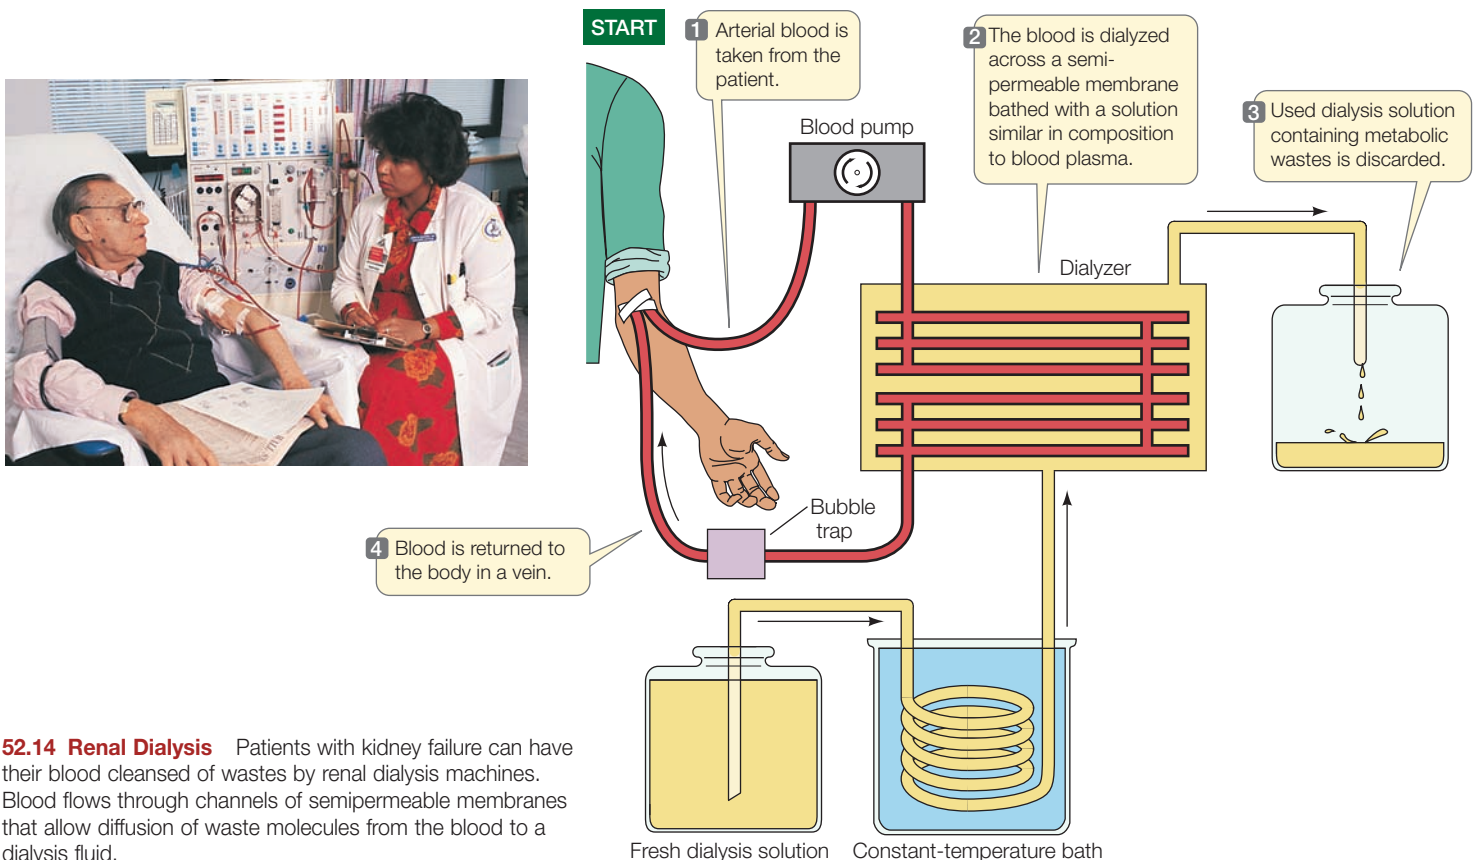 START
1 Arterial blood is
taken from the
patient.
2 The blood is dialyzed
across a semi-
permeable membrane
bathed with a solution
similar in composition
to blood plasma.
3 Used dialysis solution
containing metabolic
wastes is discarded.
Blood pump
Dialyzer
Bubble
trap
4 Blood is returned to
the body in a vein.
52.14 Renal Dialysis Patients with kidney failure can have
their blood cleansed of wastes by renal dialysis machines.
Blood flows through channels of semipermeable membranes
that allow diffusion of waste molecules from the blood to a
dialysis fluid.
Fresh dialysis solution
Constant-temperature bath